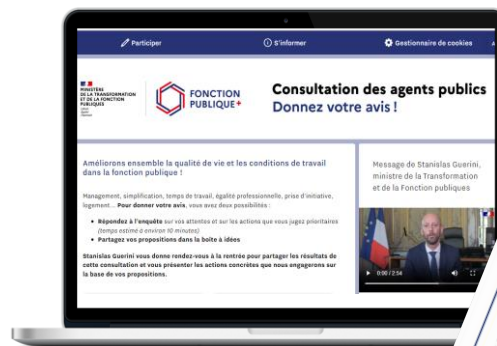 Participer
S'informer
Gestionnaire de cookies
MINISTÈRE
DE LA TRANSFORMATION
ET DE LA FONCTION
PUBLIQUES
FONCTION
PUBLIQUE+
Consultation des agents publics
Donnez votre avis !
Améliorons ensemble la qualité de vie et les conditions de travail
dans la fonction publique !
Management, simplification, temps de travail, égalité professionnelle, prise d'initiative,
logement... Pour donner votre avis, vous avez deux possibilités :
• Répondez à l'enquête sur vos attentes et sur les actions que vous jugez prioritaires
(temps estimé à environ 10 minutes)
• Partagez vos propositions dans la boîte à idées
Stanislas Guerini vous donne rendez-vous à la rentrée pour partager les résultats de
cette consultation et vous présenter les actions concrètes que nous engagerons sur
la base de vos propositions.
Message de Stanislas Guerini,
ministre de la Transformation
et de la Fonction publiques
0:00 / 2:54